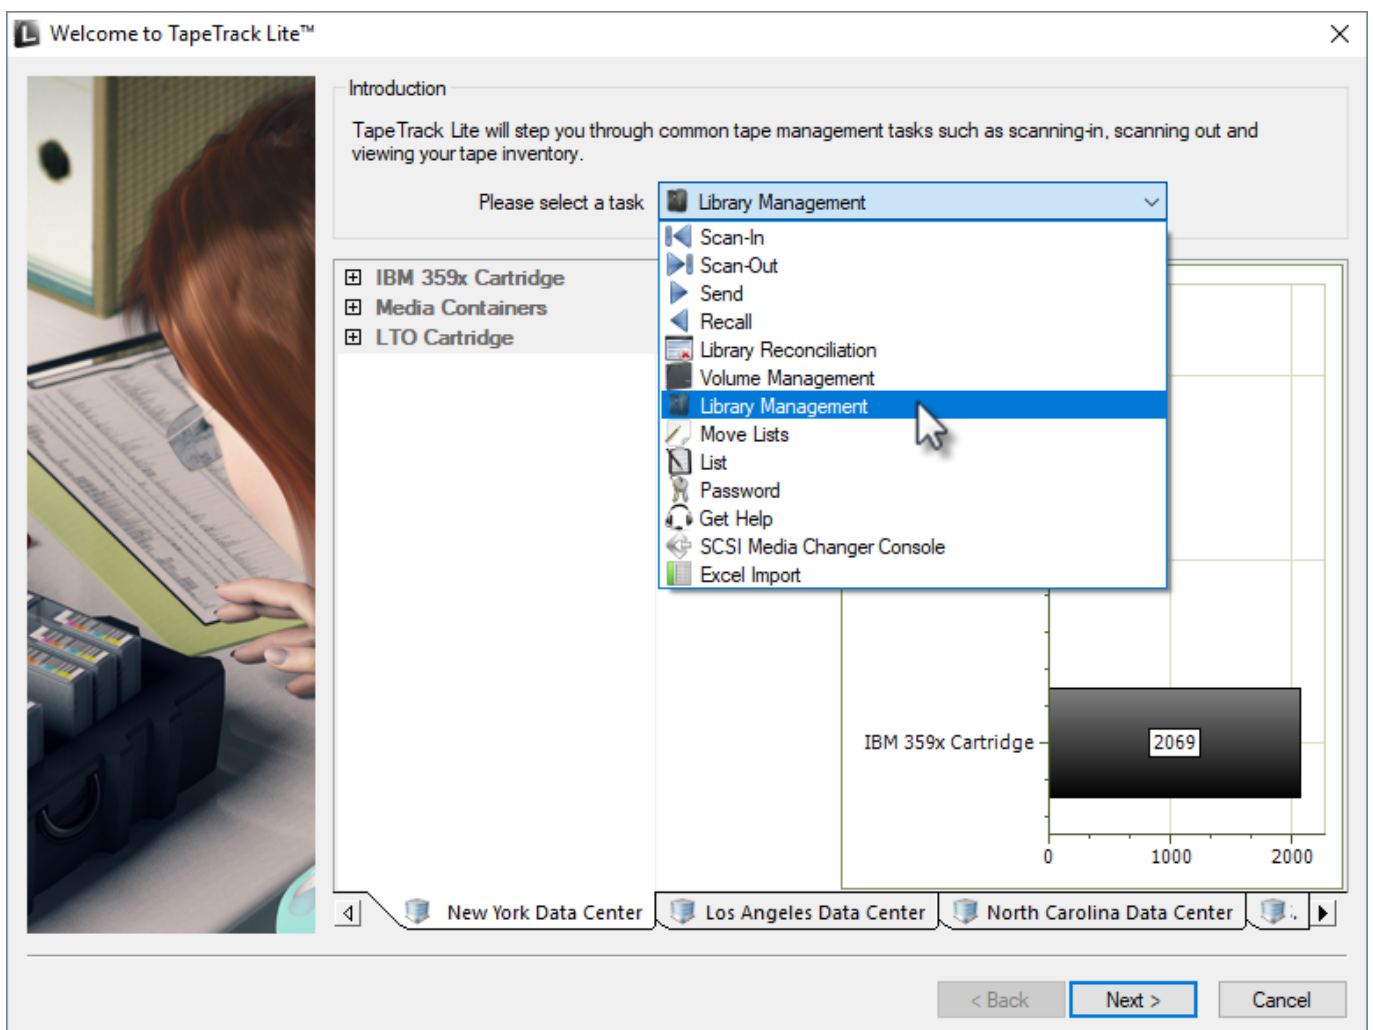 Welcome to TapeTrack Lite™
Introduction
TapeTrack Lite will step you through common tape management tasks such as scanning-in, scanning out and
viewing your tape inventory.
Please select a task
Library Management
Scan-In
Scan-Out
Send
Recall
Library Reconciliation
Volume Management
Library Management
Move Lists
List
Password
Get Help
SCSI Media Changer Console
Excel Import
IBM 359x Cartridge
Media Containers
LTO Cartridge
IBM 359x Cartridge
2069
0 1000 2000
New York Data Center
Los Angeles Data Center
North Carolina Data Center
< Back
Next >
Cancel